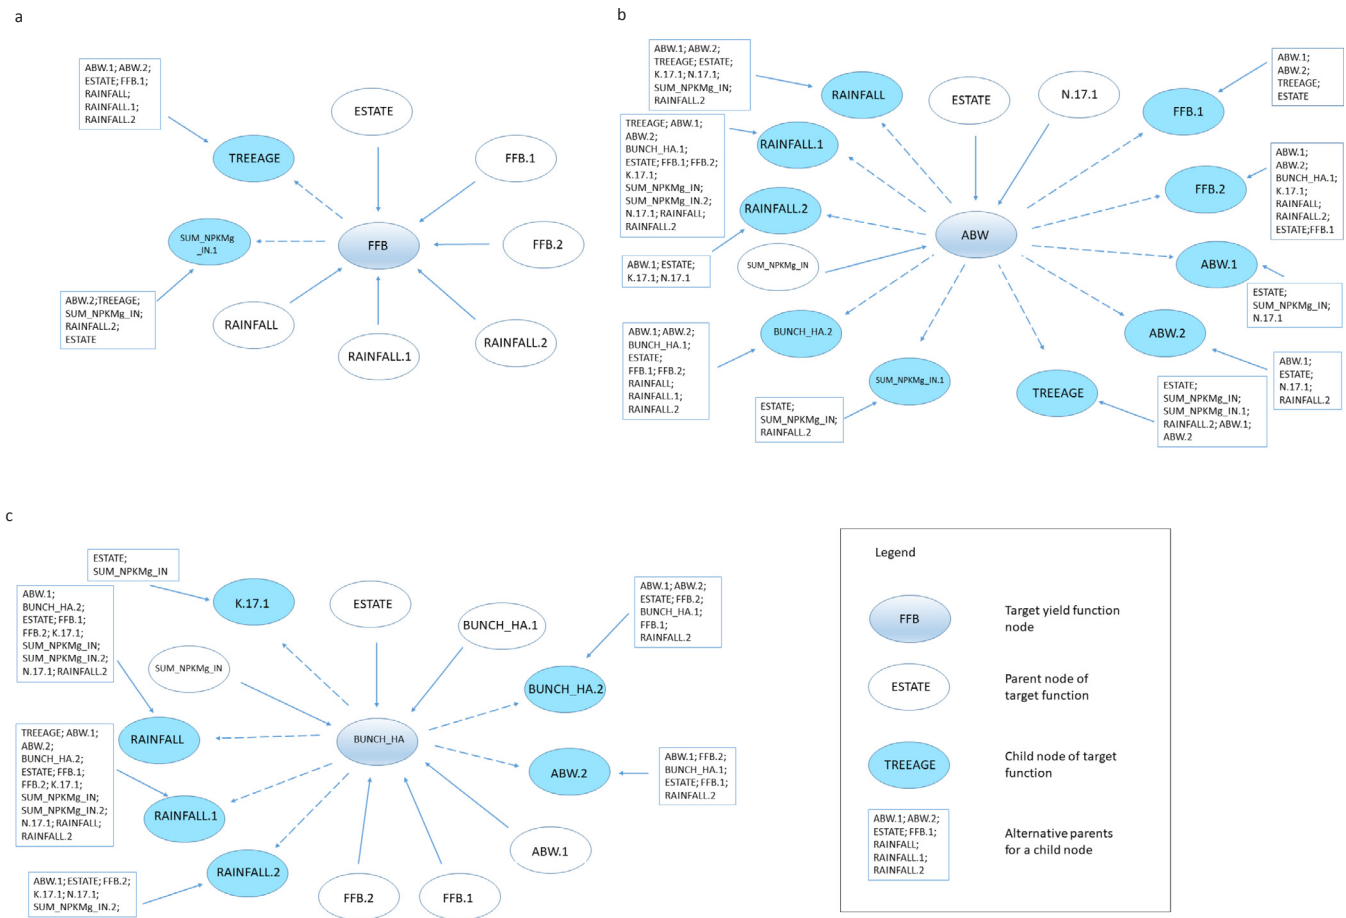 a
ABW.1; ABW.2;
ESTATE; FFB.1;
RAINFALL;
RAINFALL.1;
RAINFALL.2
ESTATE
FFB.1
TREEAGE
FFB.2
FFB
SUM_NPKMg
_IN.1
ABW.2;TREEAGE;
SUM_NPKMg_IN;
RAINFALL.2;
ESTATE
RAINFALL
RAINFALL.1
RAINFALL.2
b
ABW.1; ABW.2;
TREEAGE; ESTATE;
K.17.1; N.17.1;
SUM_NPKMg_IN;
RAINFALL.2
RAINFALL
ESTATE
N.17.1
FFB.1
ABW.1;
ABW.2;
TREEAGE;
ESTATE
TREEAGE; ABW.1;
ABW.2;
BUNCH_HA.1;
ESTATE; FFB.1; FFB.2;
K.17.1;
SUM_NPKMg_IN;
SUM_NPKMg_IN.2;
N.17.1; RAINFALL;
RAINFALL.2
RAINFALL.1
FFB.2
ABW.1;
ABW.2;
BUNCH_HA.1;
K.17.1;
RAINFALL;
RAINFALL.2;
ESTATE;FFB.1
RAINFALL.2
ABW
ABW.1; ESTATE;
K.17.1; N.17.1
SUM_NPKMg_IN
ABW.1
ESTATE;
SUM_NPKMg_IN;
N.17.1
BUNCH_HA.2
ABW.1; ABW.2;
BUNCH_HA.1;
ESTATE;
FFB.1; FFB.2;
RAINFALL;
RAINFALL.1;
RAINFALL.2
ABW.2
ABW.1;
ESTATE;
N.17.1;
RAINFALL.2
SUM_NPKMg_IN.1
ESTATE;
SUM_NPKMg_IN;
RAINFALL.2
TREEAGE
ESTATE;
SUM_NPKMg_IN;
SUM_NPKMg_IN.1;
RAINFALL.2; ABW.1;
ABW.2
c
ESTATE;
SUM_NPKMg_IN
K.17.1
ESTATE
BUNCH_HA.1
ABW.1; ABW.2;
ESTATE; FFB.2;
BUNCH_HA.1;
FFB.1;
RAINFALL.2
ABW.1;
BUNCH_HA.2;
ESTATE; FFB.1;
FFB.2; K.17.1;
SUM_NPKMg_IN;
SUM_NPKMg_IN.2;
N.17.1; RAINFALL.2
SUM_NPKMg_IN
BUNCH_HA.2
RAINFALL
BUNCH_HA
TREEAGE; ABW.1;
ABW.2;
BUNCH_HA.2;
ESTATE; FFB.1;
FFB.2; K.17.1;
SUM_NPKMg_IN;
SUM_NPKMg_IN.2;
N.17.1; RAINFALL;
RAINFALL.2
ABW.2
ABW.1; FFB.2;
BUNCH_HA.1;
ESTATE; FFB.1;
RAINFALL.2
RAINFALL.1
ABW.1
RAINFALL.2
ABW.1; ESTATE; FFB.2;
K.17.1; N.17.1;
SUM_NPKMg_IN.2;
FFB.2
FFB.1
Legend
FFB
Target yield function
node
ESTATE
Parent node of
target function
TREEAGE
Child node of target
function
ABW.1; ABW.2;
ESTATE; FFB.1;
RAINFALL;
RAINFALL.1;
RAINFALL.2
Alternative parents
for a child node